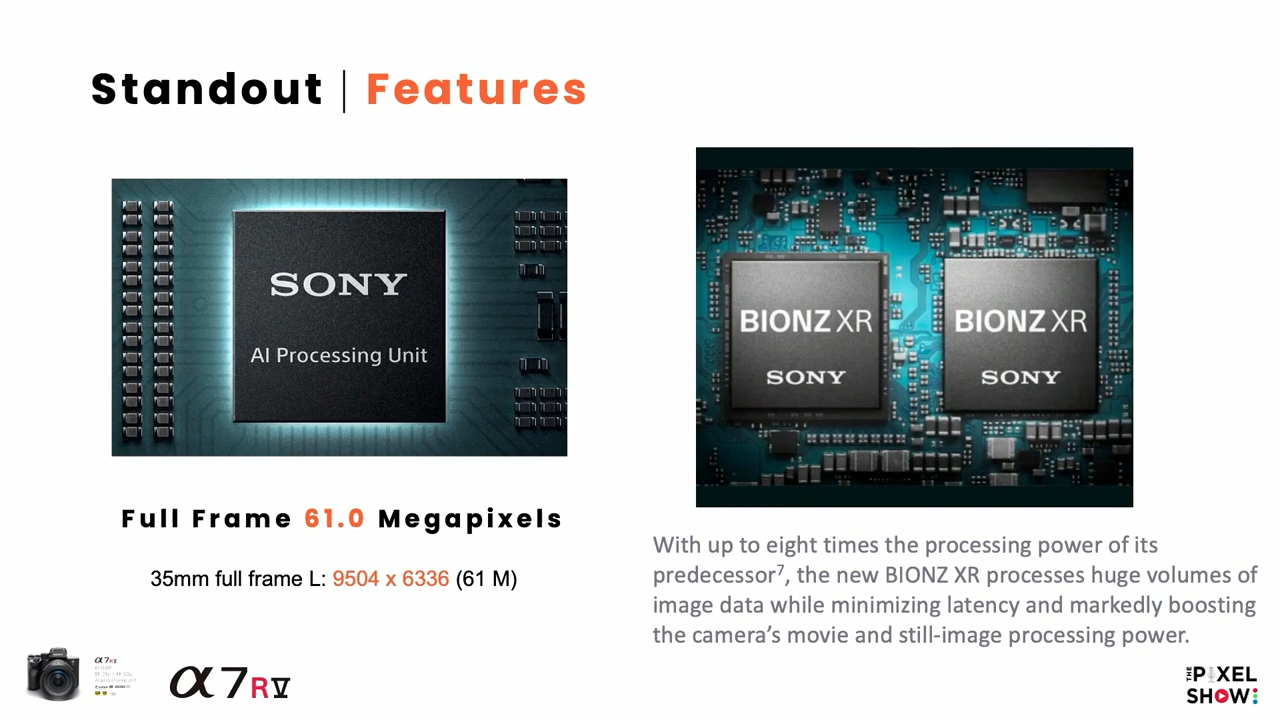 Standout | Features
SONY
AI Processing Unit
BIONZ XR
SONY
BIONZ XR
SONY
Full Frame 61.0 Megapixels
35mm full frame L: 9504 x 6336 (61 M)
With up to eight times the processing power of its
predecessor7, the new BIONZ XR processes huge volumes of
image data while minimizing latency and markedly boosting
the camera's movie and still-image processing power.
α7RV
α7RV
THE PIXEL
SHOW: